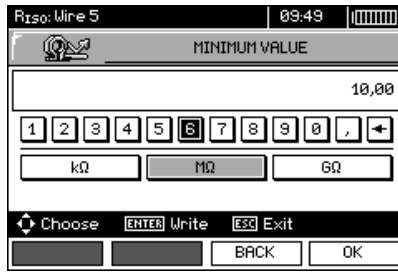 RISO: Wire 5 09:49
MINIMUM VALUE
10,00
1 2 3 4 5 6 7 8 9 0 , ←
kΩ MΩ GΩ
Choose ENTER Write ESC Exit
BACK OK